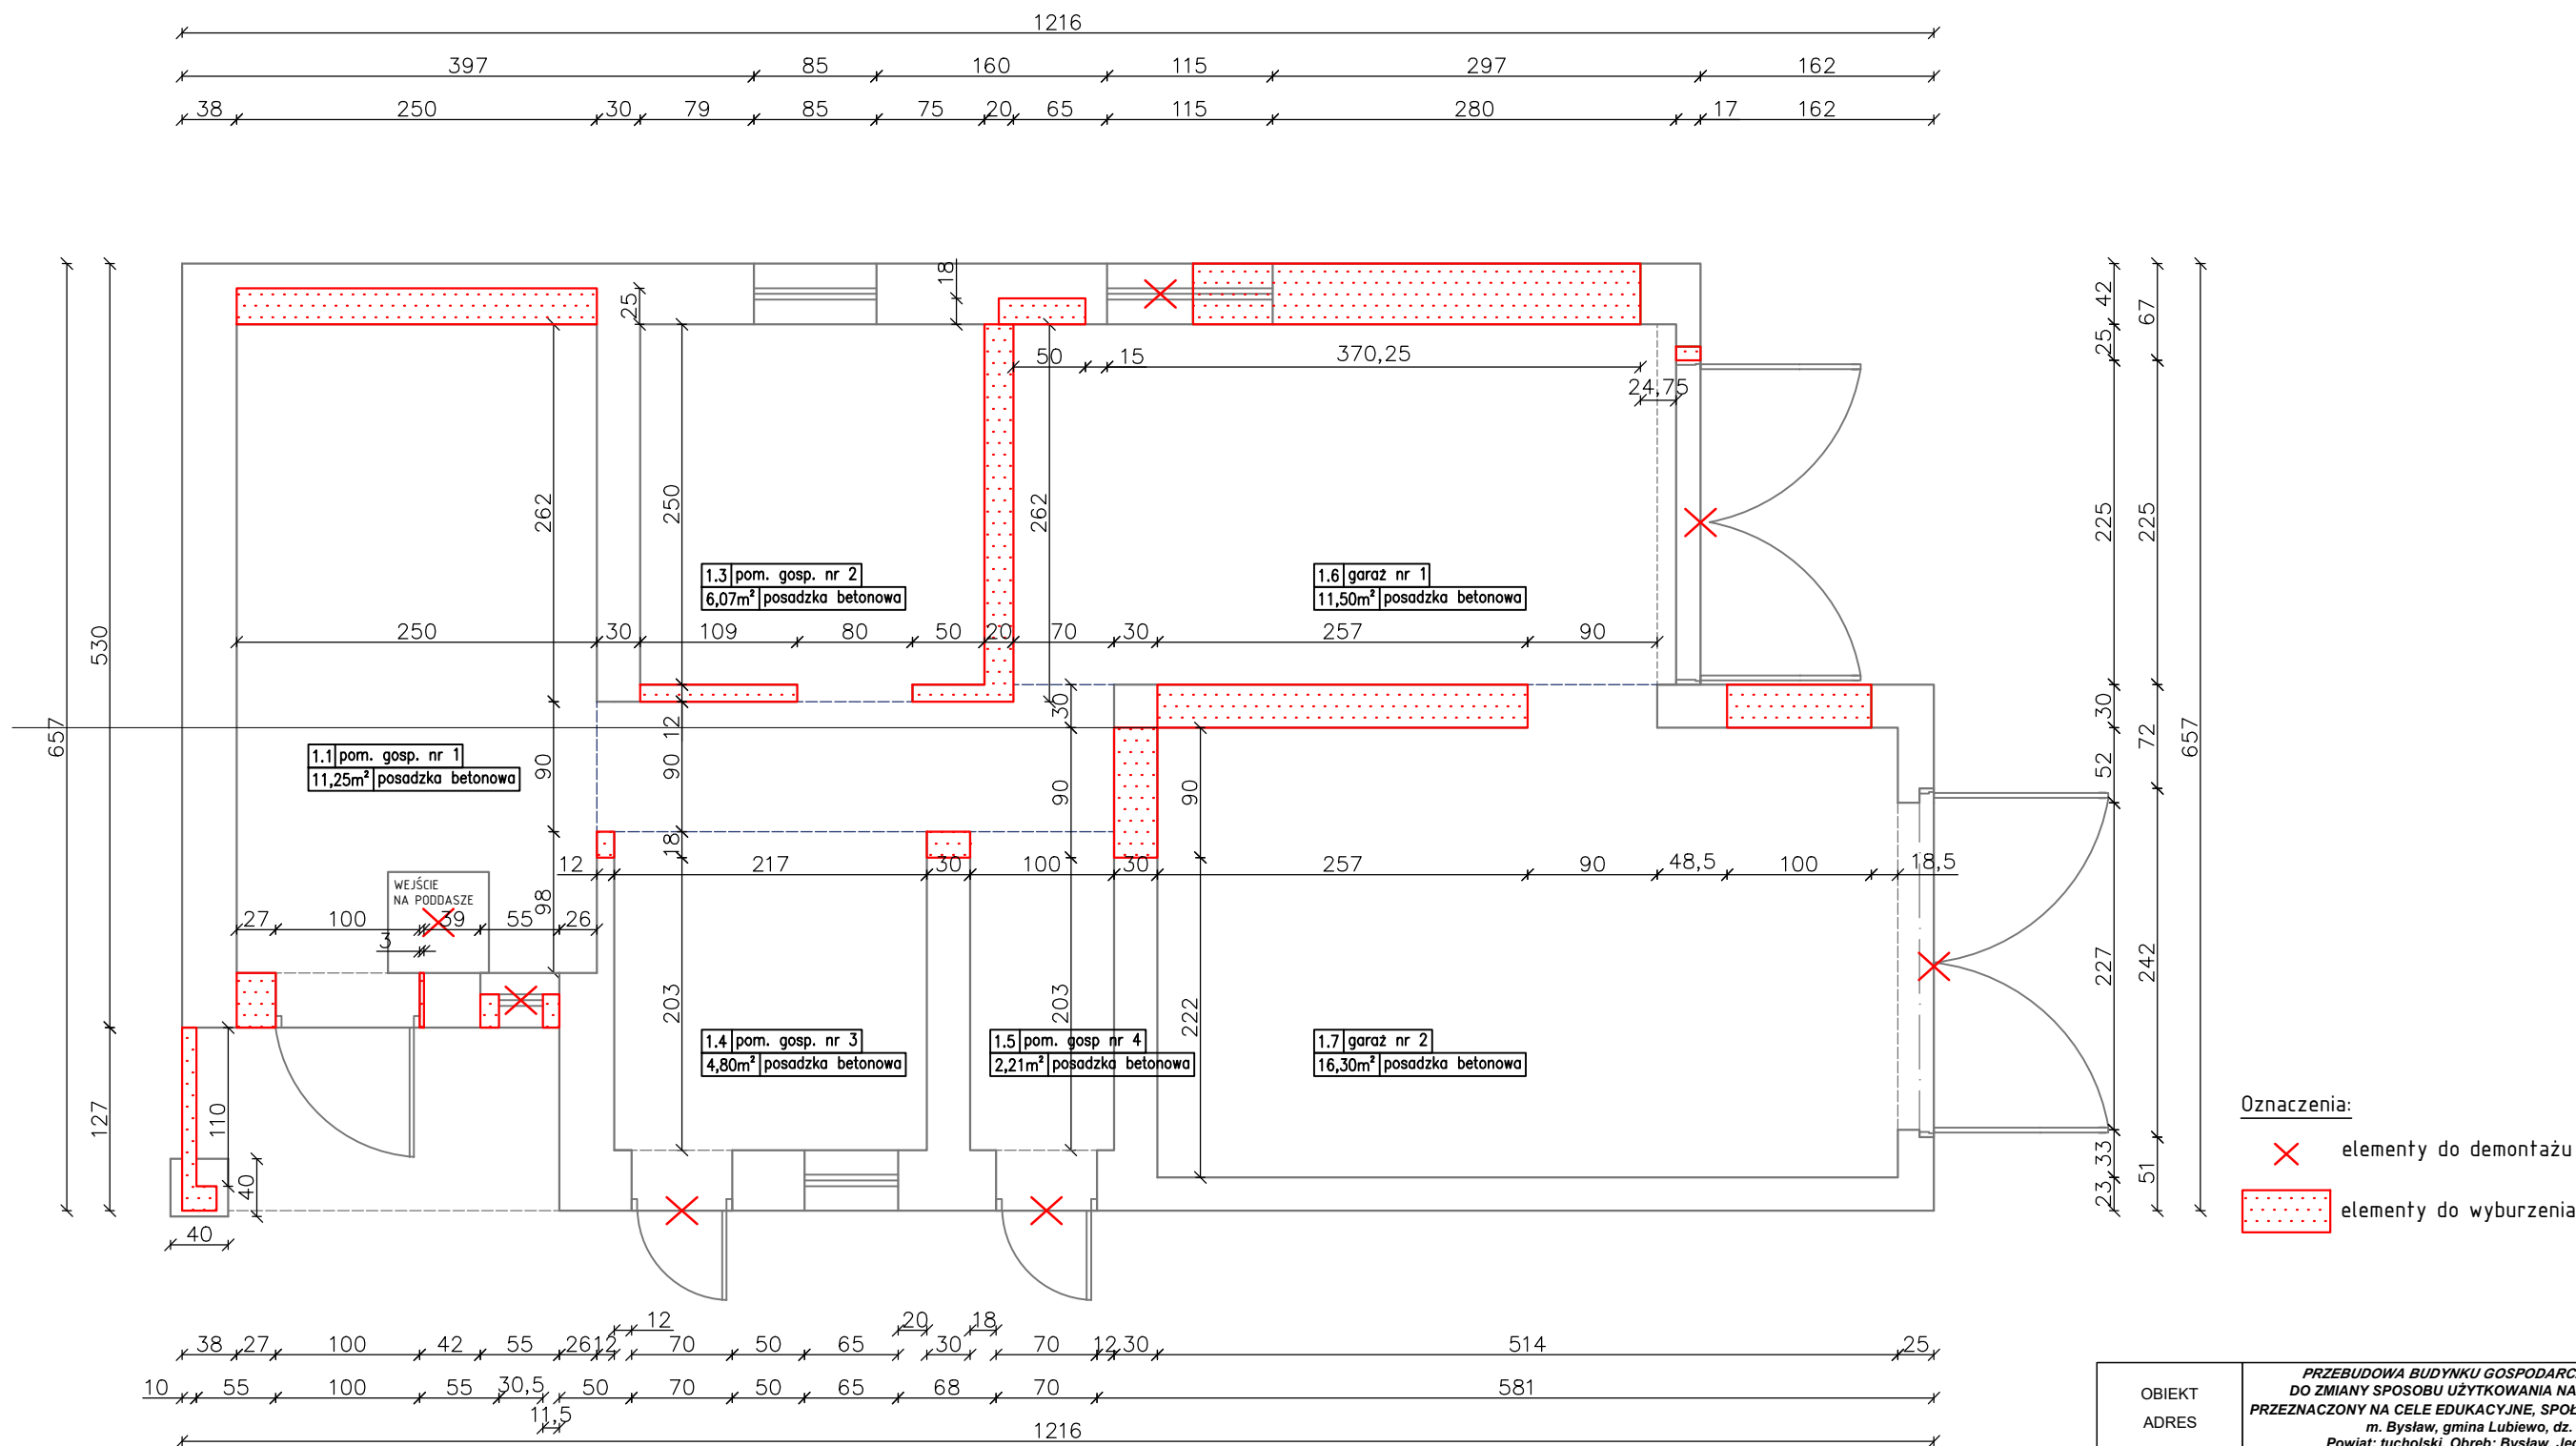 1216
397 85 160 115 297 162
38 250 30 79 85 75 20 65 115 280 17 162
18
25
42
67
25
50 15 370,25
24,75
262 250 262
225 225
1.3 pom. gosp. nr 2
6,07m² posadzka betonowa
1.6 garaż nr 1
11,50m² posadzka betonowa
250 30 109 80 50 20 70 30 257 90
530
657
12 30
30
72
657
1.1 pom. gosp. nr 1
11,25m² posadzka betonowa
90 90 90 90
52
18
12 217 30 100 30 257 90 48,5 100 18,5
WEJŚCIE
NA PODDASZE
98
27 100 39 55 26
3
203 203 222
227 242
1.4 pom. gosp. nr 3
4,80m² posadzka betonowa
1.5 pom. gosp nr 4
2,21m² posadzka betonowa
1.7 garaż nr 2
16,30m² posadzka betonowa
127
110
40
40
33
51
23
Oznaczenia:
elementy do demontażu
elementy do wyburzenia
12 20 18
38 27 100 42 55 26 12 70 50 65 30 70 12 30 514 25
10 55 100 55 30,5 50 70 50 65 68 70 581
11,5
1216
OBIEKT
ADRES
PRZEBUDOWA BUDYNKU GOSPODARC
DO ZMIANY SPOSOBU UŻYTKOWANIA NA
PRZEZNACZONY NA CELE EDUKACYJNE, SPOŁ
m. Bysław, gmina Lubiewo, dz.
Powiat: tucholski, Obręb: Bysław, Jed